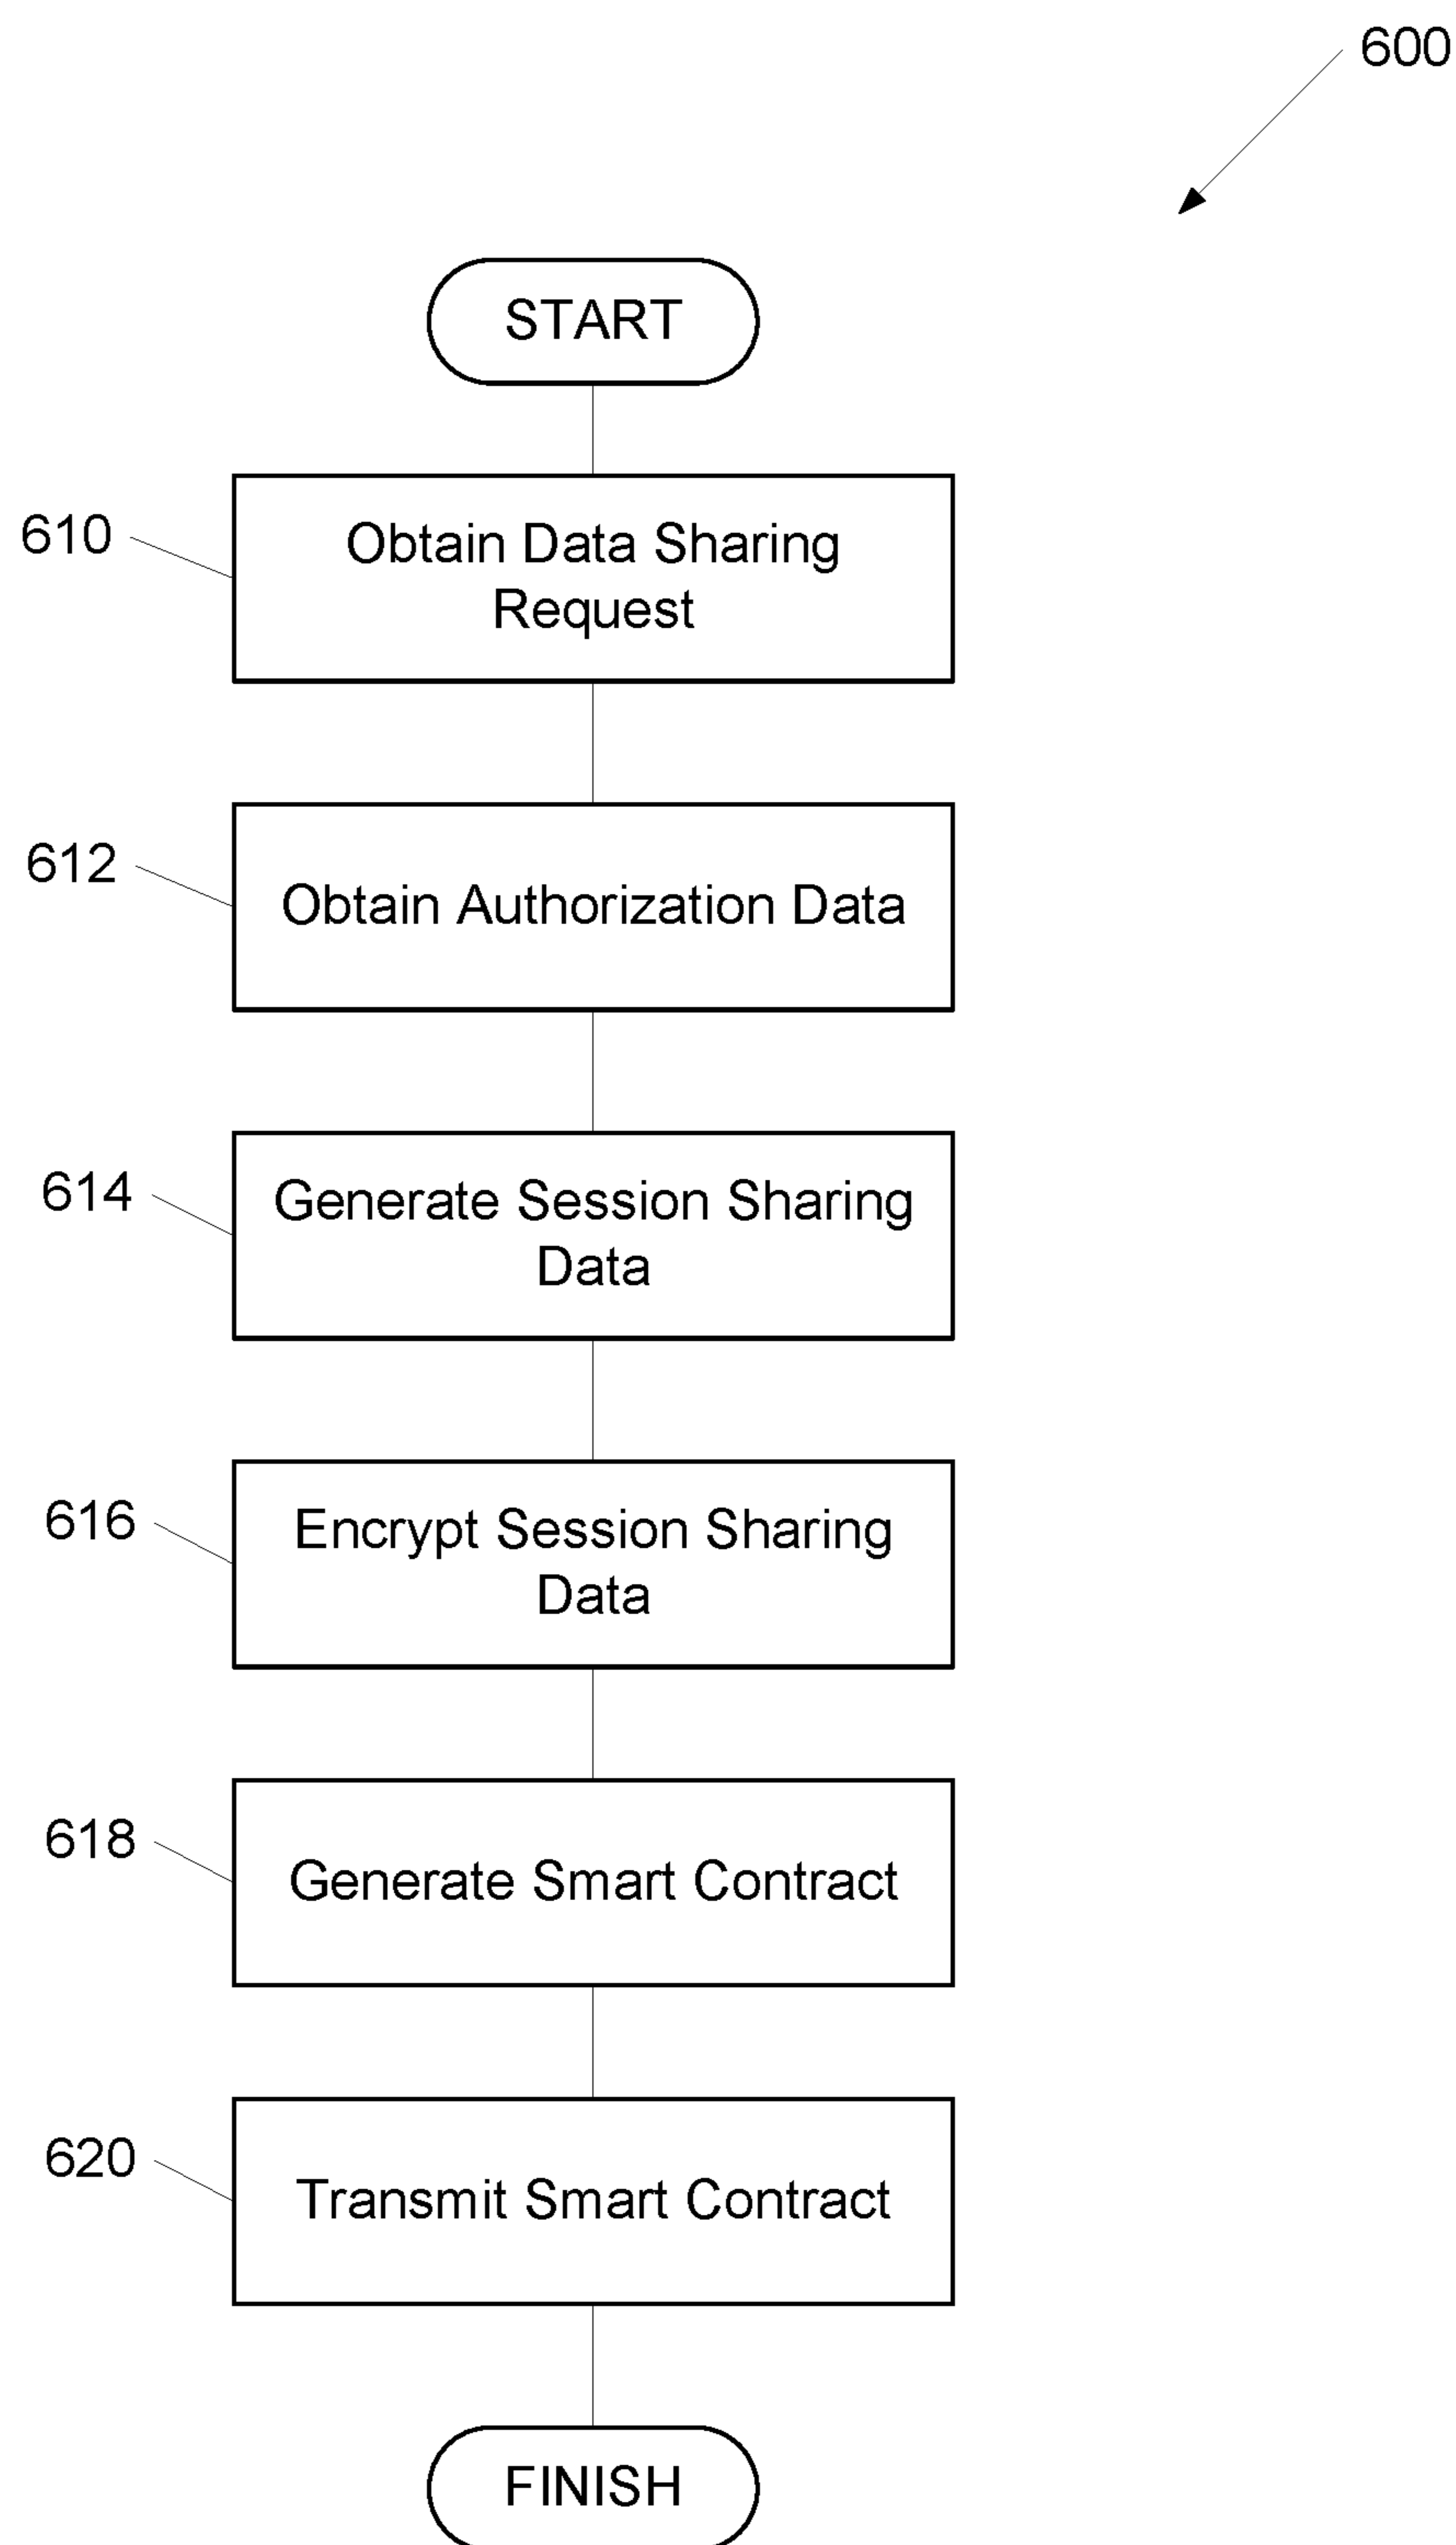 600
START
610
Obtain Data Sharing
Request
612
Obtain Authorization Data
614
Generate Session Sharing
Data
616
Encrypt Session Sharing
Data
618
Generate Smart Contract
620
Transmit Smart Contract
FINISH